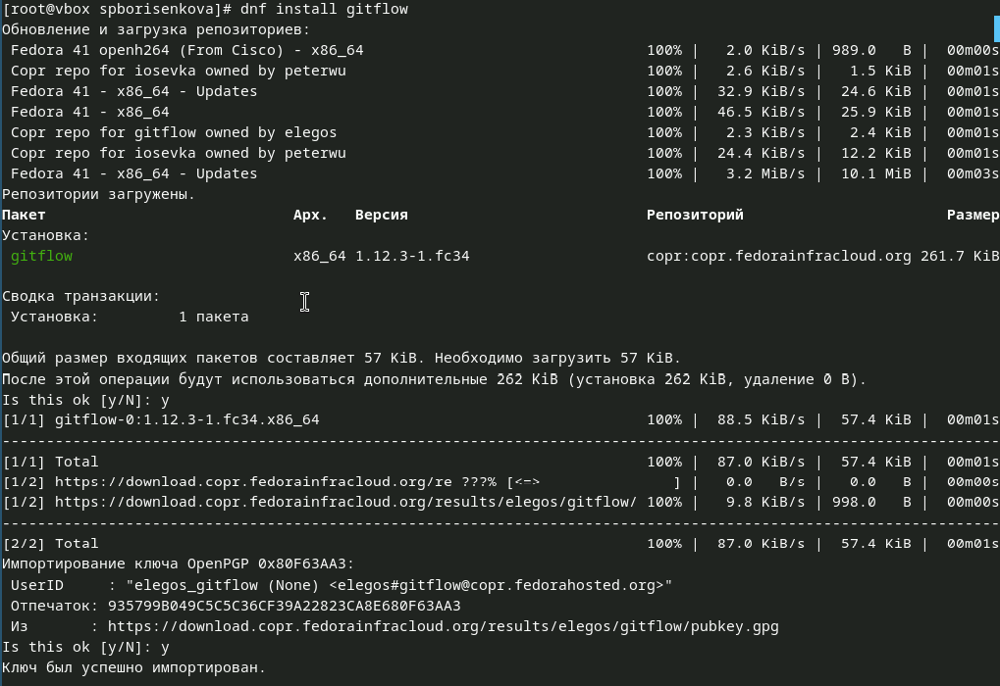 [root@vbox spborisenkova]# dnf install gitflow
Обновление и загрузка репозиториев:
 Fedora 41 openh264 (From Cisco) - x86_64                                100% |   2.0 KiB/s | 989.0   B |  00m00s
 Copr repo for iosevka owned by peterwu                                  100% |   2.6 KiB/s |   1.5 KiB |  00m01s
 Fedora 41 - x86_64 - Updates                                            100% |  32.9 KiB/s |  24.6 KiB |  00m01s
 Fedora 41 - x86_64                                                      100% |  46.5 KiB/s |  25.9 KiB |  00m01s
 Copr repo for gitflow owned by elegos                                   100% |   2.3 KiB/s |   2.4 KiB |  00m01s
 Copr repo for iosevka owned by peterwu                                  100% |  24.4 KiB/s |  12.2 KiB |  00m01s
 Fedora 41 - x86_64 - Updates                                            100% |   3.2 MiB/s |  10.1 MiB |  00m03s
Репозитории загружены.
Пакет                            Арх.   Версия                           Репозиторий                       Размер
Установка:
 gitflow                         x86_64 1.12.3-1.fc34                    copr:copr.fedorainfracloud.org 261.7 KiB
Сводка транзакции:
 Установка:         1 пакета
Общий размер входящих пакетов составляет 57 KiB. Необходимо загрузить 57 KiB.
После этой операции будут использоваться дополнительные 262 KiB (установка 262 KiB, удаление 0 B).
Is this ok [y/N]: y
[1/1] gitflow-0:1.12.3-1.fc34.x86_64                                     100% |  88.5 KiB/s |  57.4 KiB |  00m01s
-----------------------------------------------------------------------------------------------------------------
[1/1] Total                                                              100% |  87.0 KiB/s |  57.4 KiB |  00m01s
[1/2] https://download.copr.fedorainfracloud.org/re ???% [<=>               ] |   0.0   B/s |   0.0   B |  00m00s
[1/2] https://download.copr.fedorainfracloud.org/results/elegos/gitflow/ 100% |   9.8 KiB/s | 998.0   B |  00m00s
-----------------------------------------------------------------------------------------------------------------
[2/2] Total                                                              100% |  87.0 KiB/s |  57.4 KiB |  00m01s
Импортирование ключа OpenPGP 0x80F63AA3:
 UserID     : "elegos_gitflow (None) <elegos#gitflow@copr.fedorahosted.org>"
 Отпечаток: 935799B049C5C5C36CF39A22823CA8E680F63AA3
 Из       : https://download.copr.fedorainfracloud.org/results/elegos/gitflow/pubkey.gpg
Is this ok [y/N]: y
Ключ был успешно импортирован.